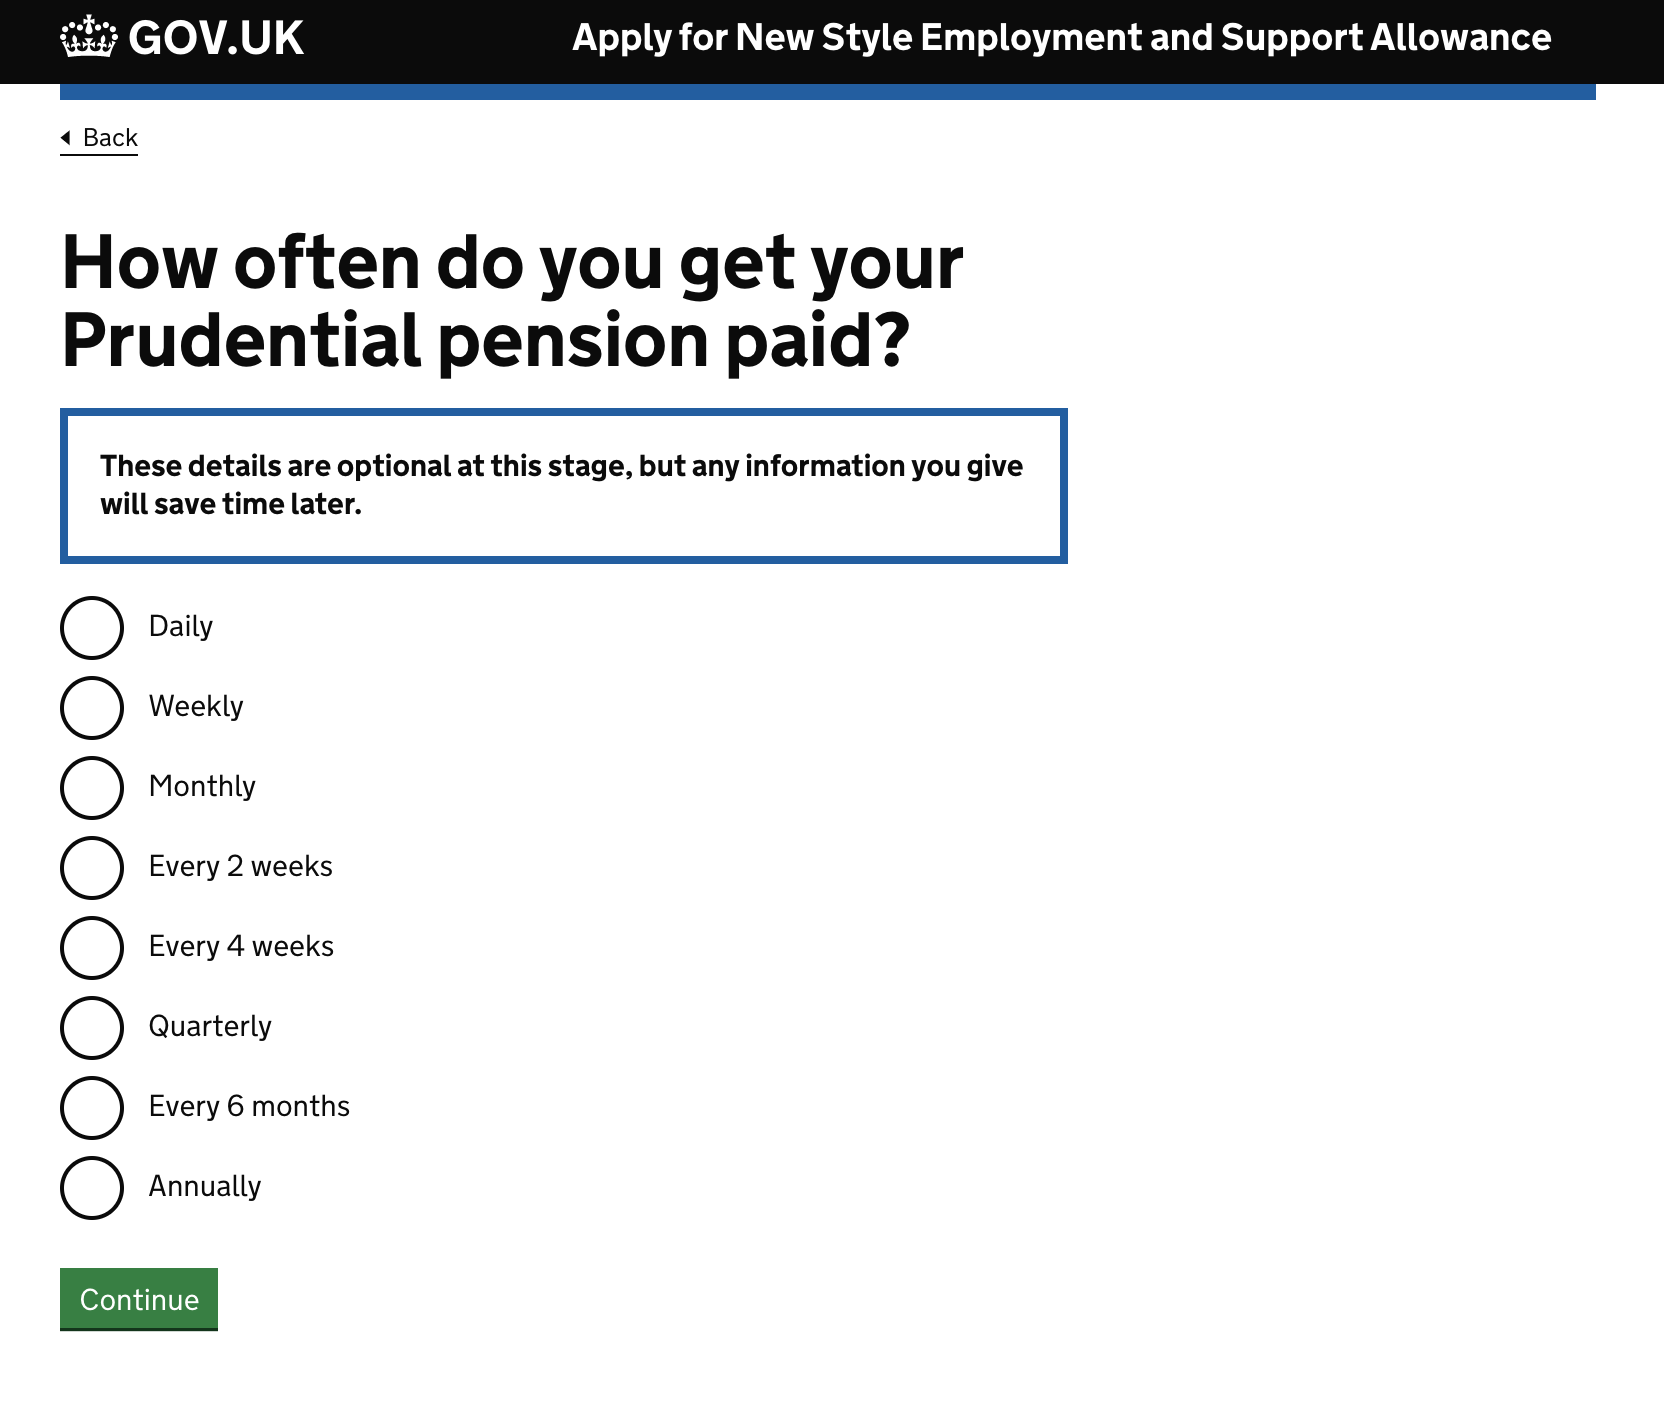 GOV.UK
Apply for New Style Employment and Support Allowance
Back
How often do you get your
Prudential pension paid?
These details are optional at this stage, but any information you give
will save time later.
Daily
Weekly
Monthly
Every 2 weeks
Every 4 weeks
Quarterly
Every 6 months
Annually
Continue